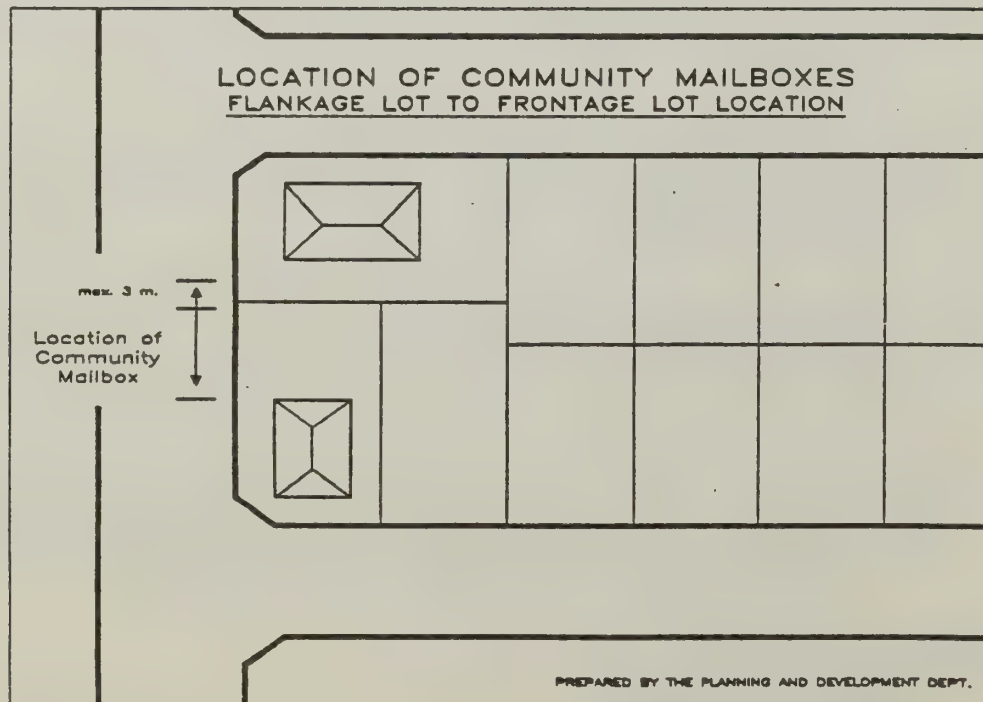 LOCATION OF COMMUNITY MAILBOXES
FLANKAGE LOT TO FRONTAGE LOT LOCATION
max. 3 m.
Location of
Community
Mailbox
PREPARED BY THE PLANNING AND DEVELOPMENT DEPT.